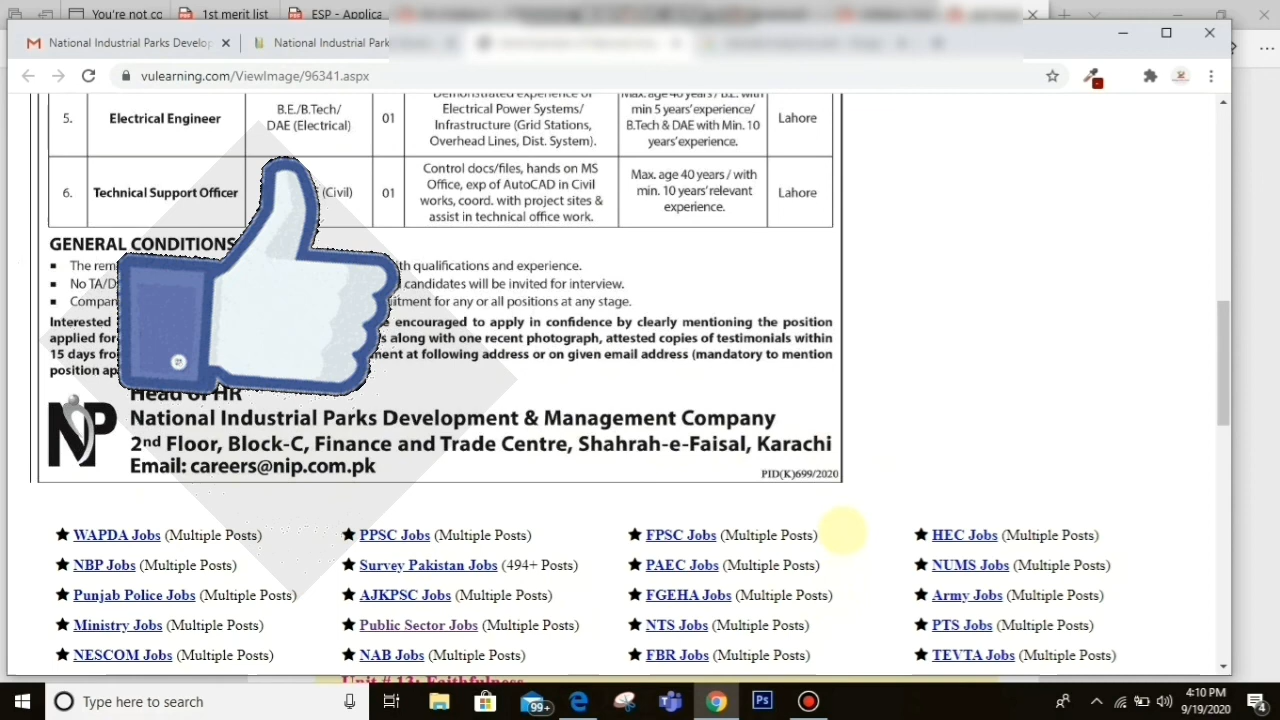 You're not co
1st merit list
ESP - Applica
National Industrial Parks Develop
National Industrial Park
vulearning.com/ViewImage/96341.aspx
5.
Electrical Engineer
B.E./B.Tech/
DAE (Electrical)
01
Demonstrated experience of
Electrical Power Systems/
Infrastructure (Grid Stations,
Overhead Lines, Dist. System).
Max. age 40 years / B.E. with
min 5 years'experience/
B.Tech & DAE with Min. 10
years'experience.
Lahore
6.
Technical Support Officer
(Civil)
01
Control docs/files, hands on MS
Office, exp of AutoCAD in Civil
works, coord. with project sites &
assist in technical office work.
Max. age 40 years / with
min. 10 years' relevant
experience.
Lahore
GENERAL CONDITIONS
The qualifications and experience.
No candidates will be invited for interview.
for any or all positions at any stage.
Interested encouraged to apply in confidence by clearly mentioning the position
applied along with one recent photograph, attested copies of testimonials within
15 days at following address or on given email address (mandatory to mention
position
Head of HR
NIP
National Industrial Parks Development & Management Company
2nd Floor, Block-C, Finance and Trade Centre, Shahrah-e-Faisal, Karachi
Email: careers@nip.com.pk
PID(K)699/2020
★ WAPDA Jobs (Multiple Posts) ★ PPSC Jobs (Multiple Posts) ★ FPSC Jobs (Multiple Posts) ★ HEC Jobs (Multiple Posts)
★ NBP Jobs (Multiple Posts) ★ Survey Pakistan Jobs (494+ Posts) ★ PAEC Jobs (Multiple Posts) ★ NUMS Jobs (Multiple Posts)
★ Punjab Police Jobs (Multiple Posts) ★ AJKPSC Jobs (Multiple Posts) ★ FGEHA Jobs (Multiple Posts) ★ Army Jobs (Multiple Posts)
★ Ministry Jobs (Multiple Posts) ★ Public Sector Jobs (Multiple Posts) ★ NTS Jobs (Multiple Posts) ★ PTS Jobs (Multiple Posts)
★ NESCOM Jobs (Multiple Posts) ★ NAB Jobs (Multiple Posts) ★ FBR Jobs (Multiple Posts) ★ TEVTA Jobs (Multiple Posts)
Unit # 13: Faithfulness
Type here to search
99+
Ps
4:10 PM
9/19/2020
4